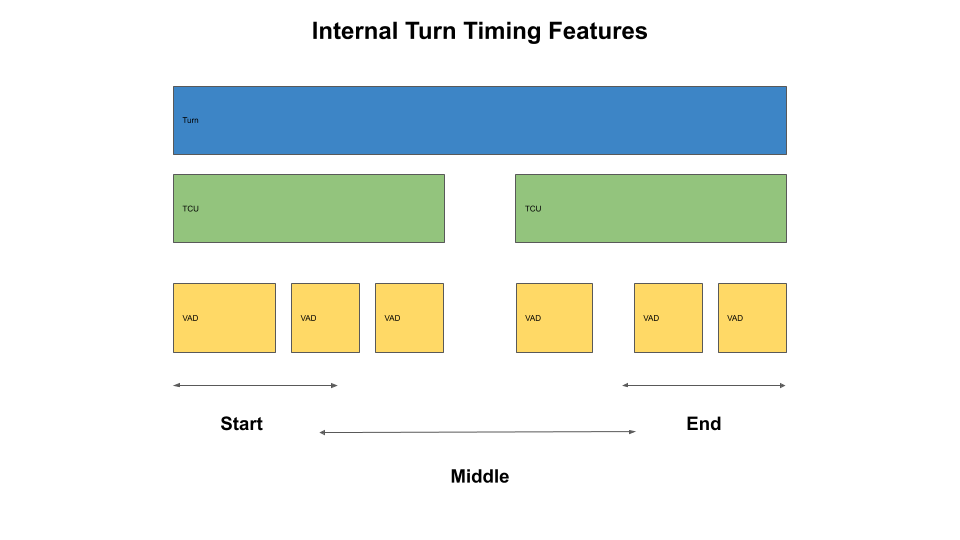 Internal Turn Timing Features
Turn
TCU TCU
VAD VAD VAD VAD VAD VAD
Start End
Middle